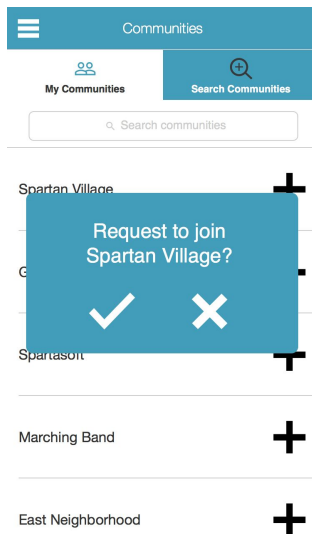 Communities
My Communities
Search Communities
Search communities
Spartan Village
Request to join
Spartan Village?
Spartasoft
Marching Band
East Neighborhood